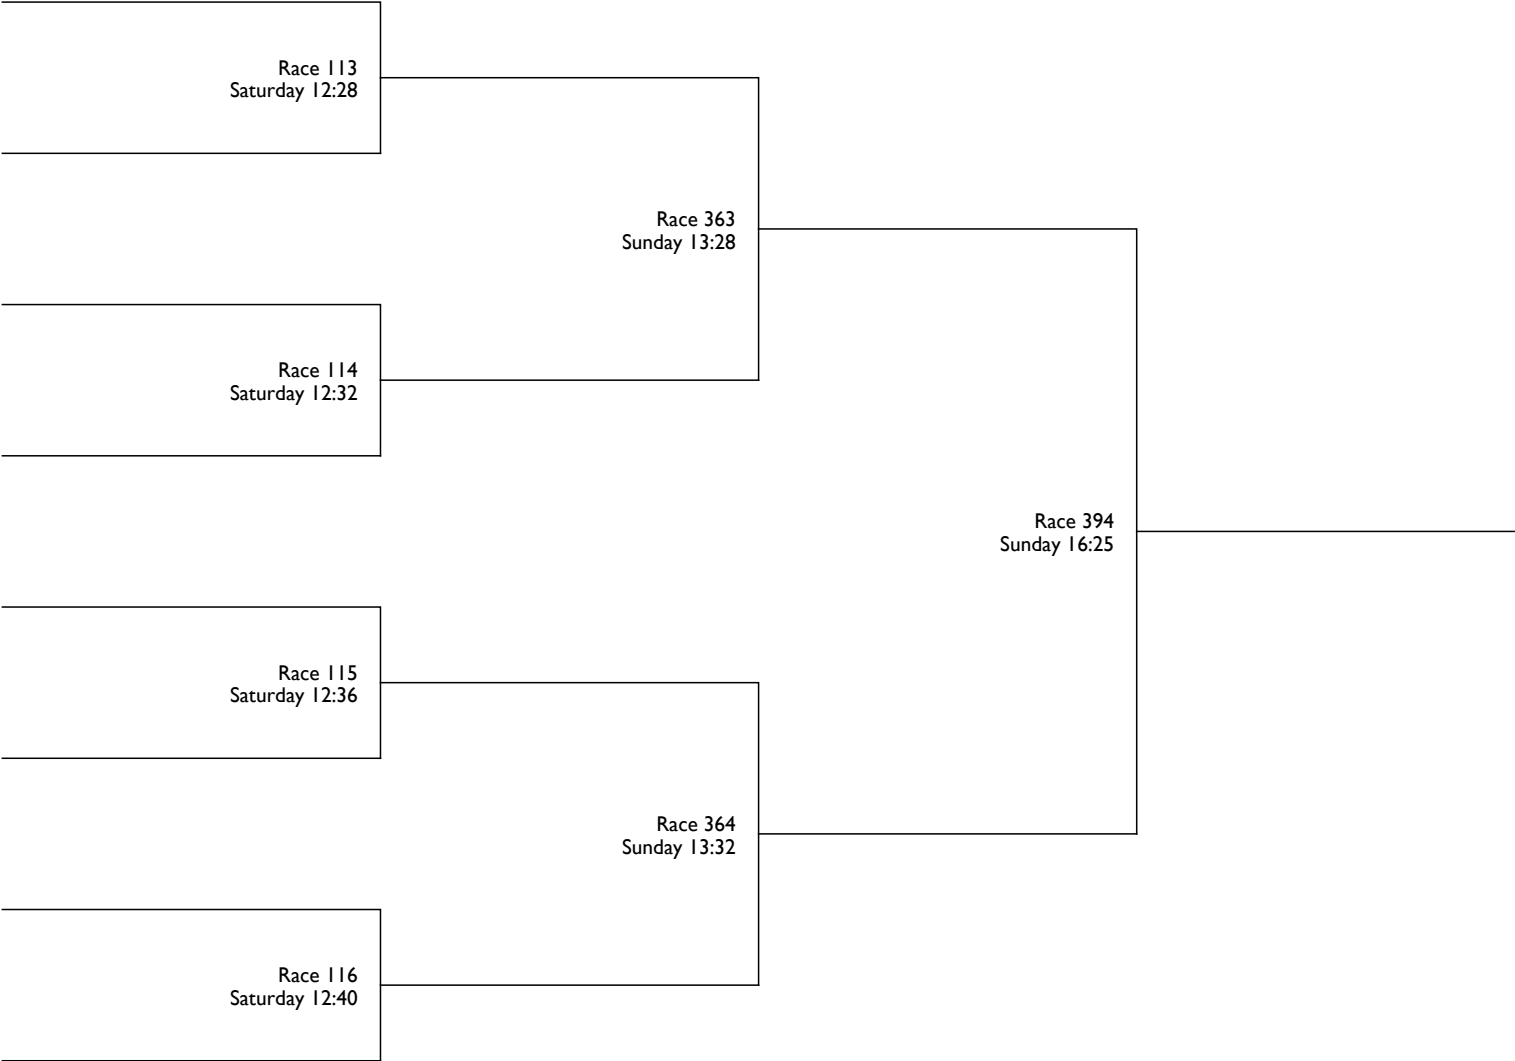 Race 113
Saturday 12:28
Race 363
Sunday 13:28
Race 114
Saturday 12:32
Race 394
Sunday 16:25
Race 115
Saturday 12:36
Race 364
Sunday 13:32
Race 116
Saturday 12:40